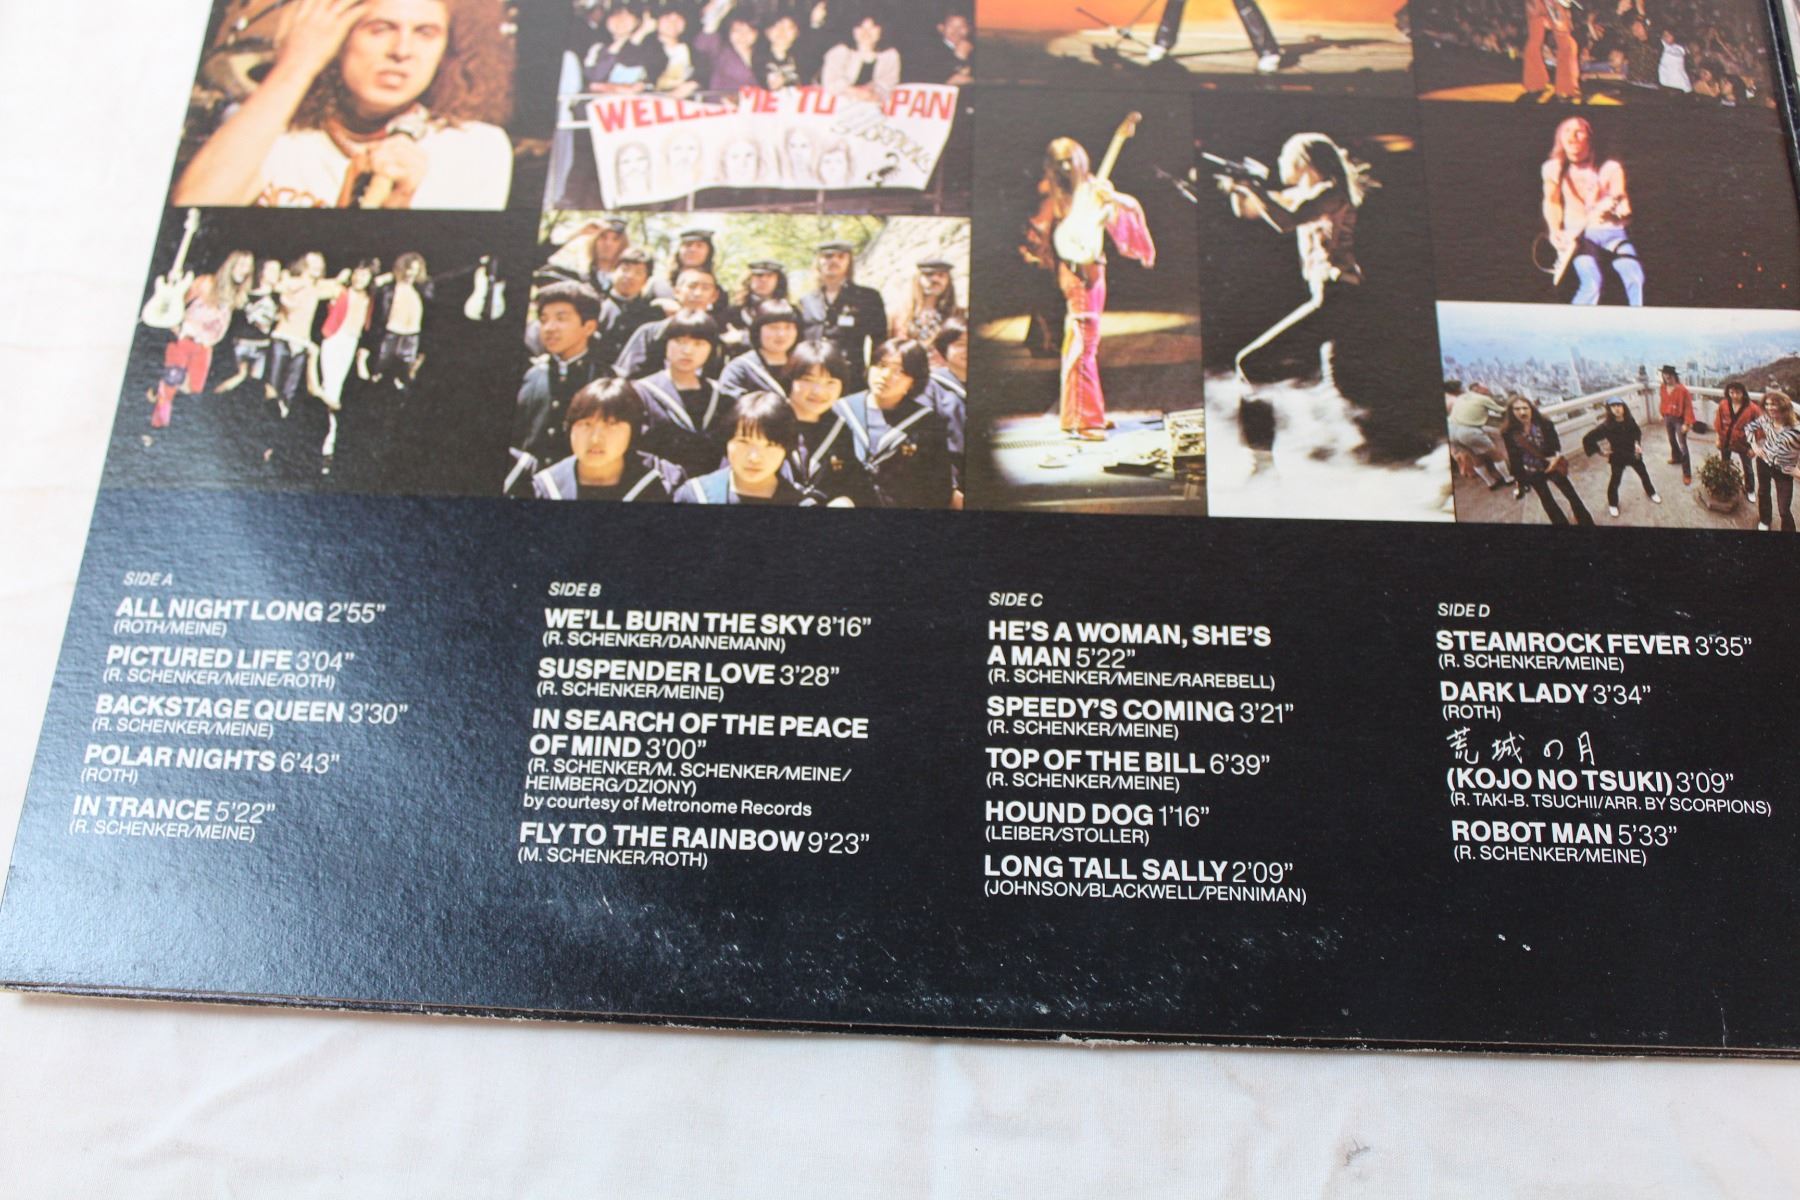 WELCOME TO JAPAN
SCORPIONS
SIDE A
ALL NIGHT LONG 2'55"
(ROTH/MEINE)
PICTURED LIFE 3'04"
(R. SCHENKER/MEINE/ROTH)
BACKSTAGE QUEEN 3'30"
(R. SCHENKER/MEINE)
POLAR NIGHTS 6'43"
(ROTH)
IN TRANCE 5'22"
(R. SCHENKER/MEINE)
SIDE B
WE'LL BURN THE SKY 8'16"
(R. SCHENKER/DANNEMANN)
SUSPENDER LOVE 3'28"
(R. SCHENKER/MEINE)
IN SEARCH OF THE PEACE
OF MIND 3'00"
(R. SCHENKER/M. SCHENKER/MEINE/
HEIMBERG/DZIONY)
by courtesy of Metronome Records
FLY TO THE RAINBOW 9'23"
(M. SCHENKER/ROTH)
SIDE C
HE'S A WOMAN, SHE'S
A MAN 5'22"
(R. SCHENKER/MEINE/RAREBELL)
SPEEDY'S COMING 3'21"
(R. SCHENKER/MEINE)
TOP OF THE BILL 6'39"
(R. SCHENKER/MEINE)
HOUND DOG 1'16"
(LEIBER/STOLLER)
LONG TALL SALLY 2'09"
(JOHNSON/BLACKWELL/PENNIMAN)
SIDE D
STEAMROCK FEVER 3'35"
(R. SCHENKER/MEINE)
DARK LADY 3'34"
(ROTH)
荒城の月
(KOJO NO TSUKI) 3'09"
(R. TAKI-B. TSUCHII/ARR. BY SCORPIONS)
ROBOT MAN 5'33"
(R. SCHENKER/MEINE)